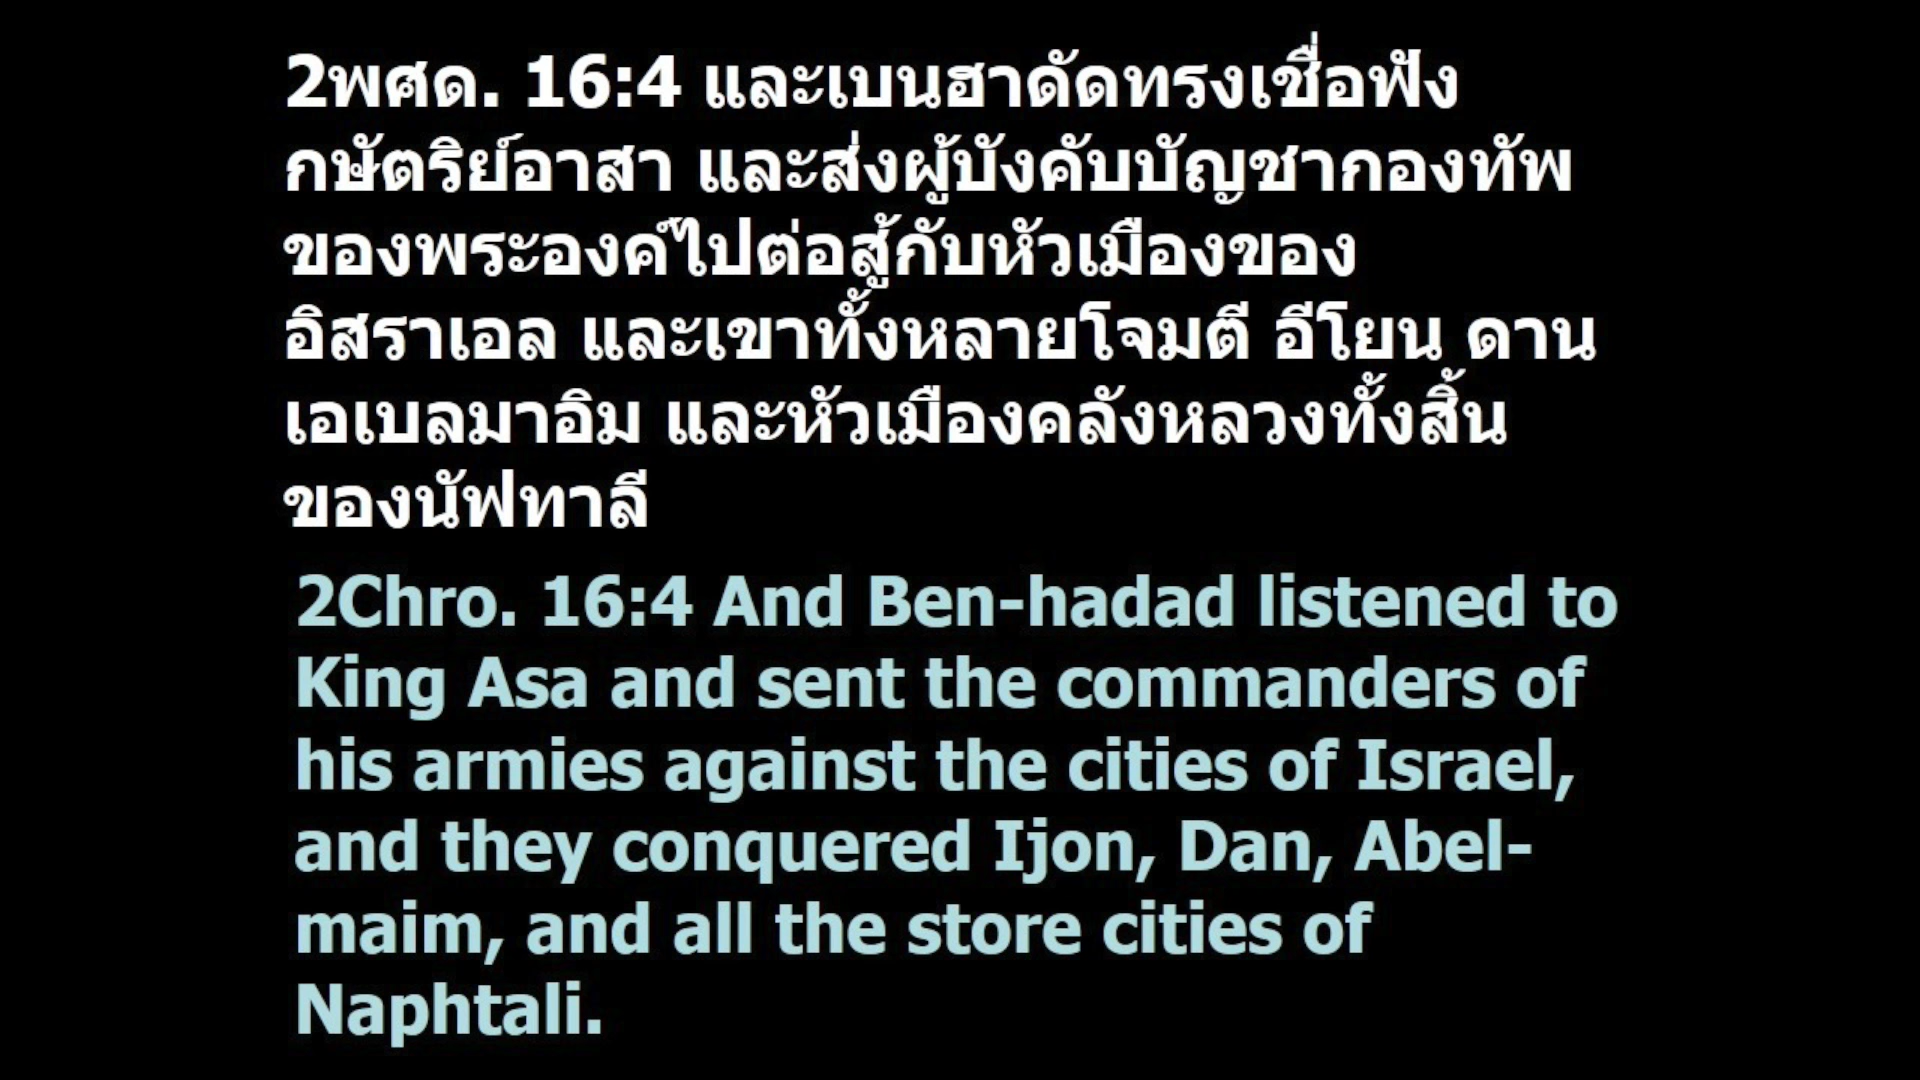 2พศด. 16:4 และเบนฮาดัดทรงเชื่อฟัง
กษัตริย์อาสา และส่งผู้บังคับบัญชากองทัพ
ของพระองค์ไปต่อสู้กับหัวเมืองของ
อิสราเอล และเขาทั้งหลายโจมตี อีโยน ดาน
เอเบลมาอิม และหัวเมืองคลังหลวงทั้งสิ้น
ของนัฟทาลี
2Chro. 16:4 And Ben-hadad listened to
King Asa and sent the commanders of
his armies against the cities of Israel,
and they conquered Ijon, Dan, Abel-
maim, and all the store cities of
Naphtali.